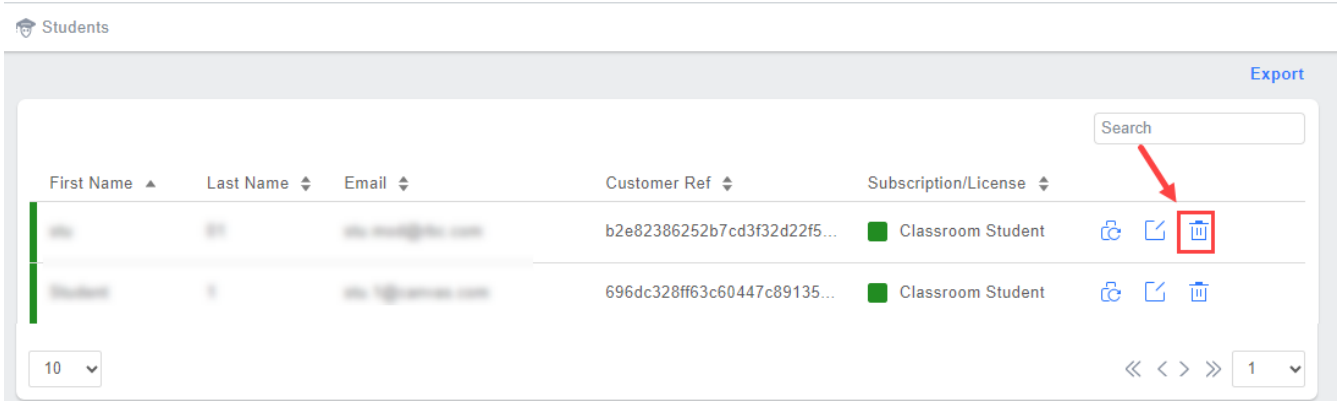 Students
Export
Search
First Name Last Name Email Customer Ref Subscription/License
b2e82386252b7cd3f32d22f5... Classroom Student
696dc328ff63c60447c89135... Classroom Student
10 1